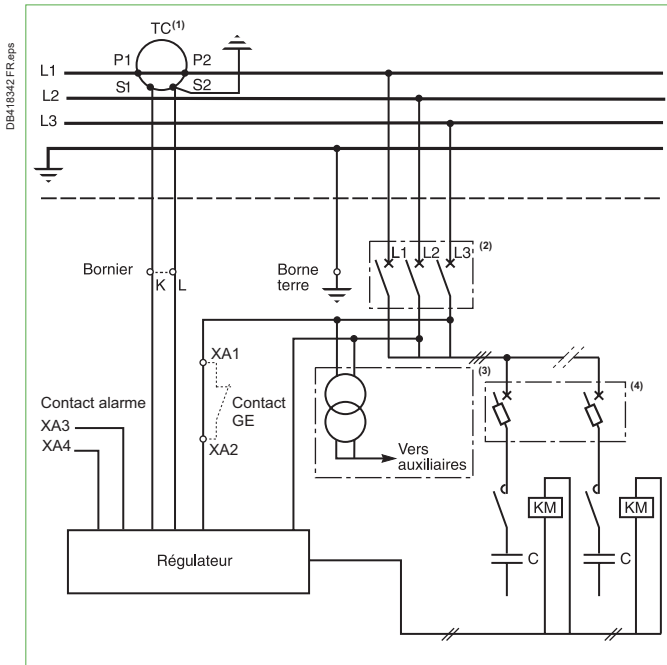 DB418342 FR.eps
TC(1)
P1 P2
L1
S1 S2
L2
L3
L1 L2 L3 (2)
Bornier
K L
Borne
terre
XA1
(3)
Contact
GE
(4)
Contact alarme
XA3
XA2
XA4
Vers
auxiliaires
KM KM
C C
Régulateur